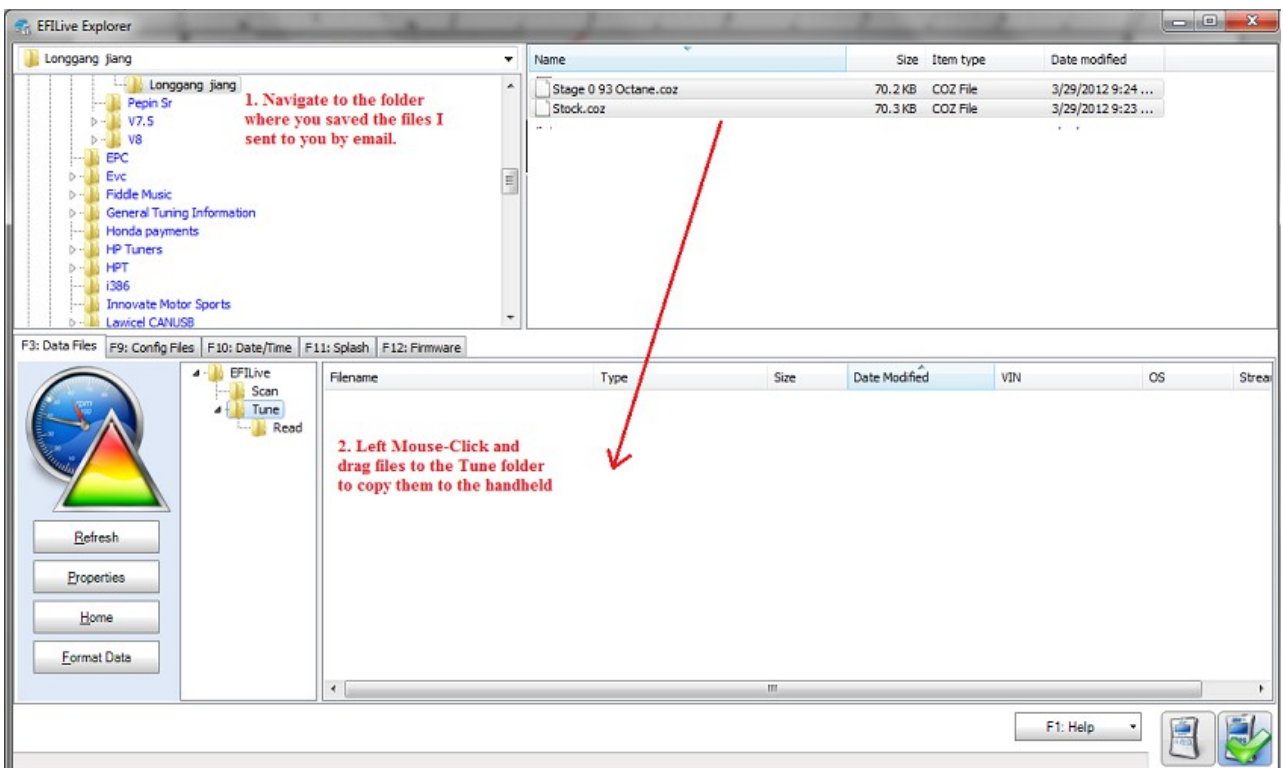 EFILive Explorer
Longgang jiang
Longgang jiang
Pepin Sr
V7.5
V8
EPC
Evc
Fiddle Music
General Tuning Information
Honda payments
HP Tuners
HPT
i386
Innovate Motor Sports
Lawicel CANUSB
1. Navigate to the folder
where you saved the files I
sent to you by email.
Name Size Item type Date modified
Stage 0 93 Octane.coz 70.2 KB COZ File 3/29/2012 9:24 ...
Stock.coz 70.3 KB COZ File 3/29/2012 9:23 ...
F3: Data Files F9: Config Files F10: Date/Time F11: Splash F12: Firmware
Refresh
Properties
Home
Format Data
EFILive
Scan
Tune
Read
Filename Type Size Date Modified VIN OS Strear
2. Left Mouse-Click and
drag files to the Tune folder
to copy them to the handheld
F1: Help